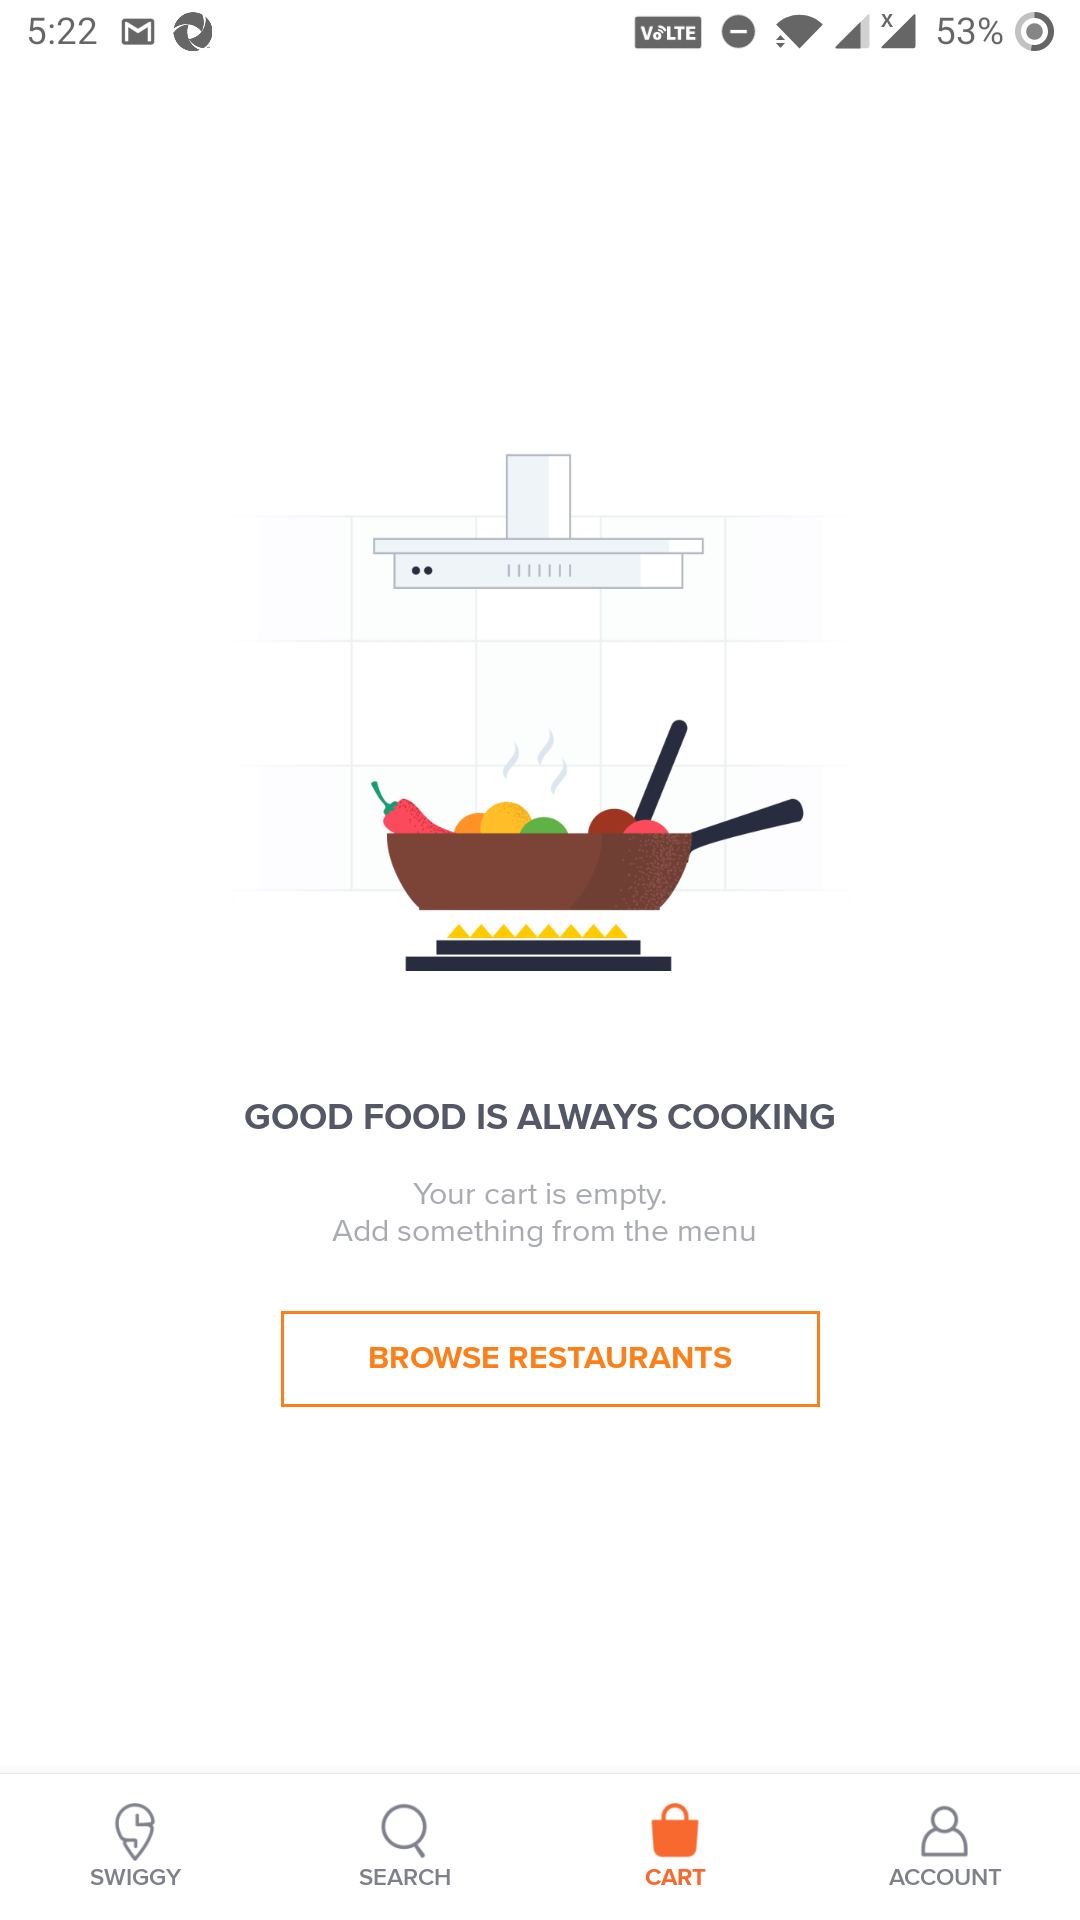 5:22 VoLTE X 53%
GOOD FOOD IS ALWAYS COOKING
Your cart is empty.
Add something from the menu
BROWSE RESTAURANTS
SWIGGY SEARCH CART ACCOUNT